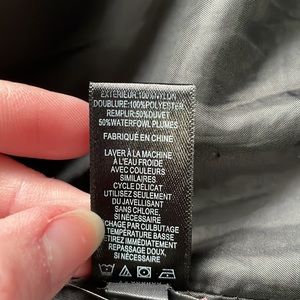 EXTÉRIEUR:100%NYLON
DOUBLURE:100%POLYESTER
REMPLIR:50%DUVET
50%WATERFOWL PLUMES
FABRIQUÉ EN CHINE
LAVER À LA MACHINE
À L'EAU FROIDE
AVEC COULEURS
SIMILAIRES.
CYCLE DÉLICAT
UTILISEZ SEULEMENT
DU JAVELLISANT
SANS CHLORE,
SI NÉCESSAIRE
CHAGE PAR CULBUTAGE
TEMPÉRATURE BASSE
ETIREZ IMMÉDIATEMENT
REPASSAGE DOUX,
SI NÉCESSAIRE